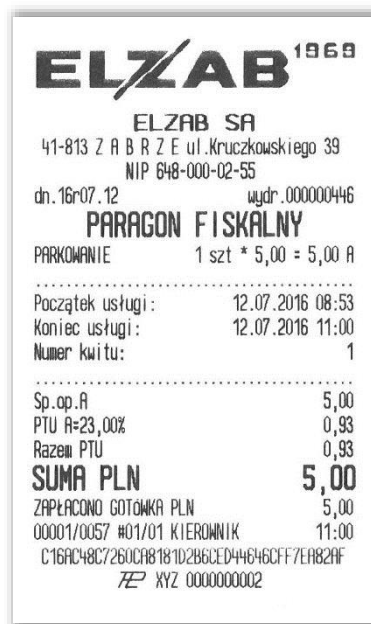 ELZAB 1969
ELZAB SA
41-813 Z A B R Z E ul.Kruczkowskiego 39
NIP 648-000-02-55
dn.16r07.12 wydr.000000446
PARAGON FISKALNY
PARKOWANIE 1 szt * 5,00 = 5,00 A
Początek usługi: 12.07.2016 08:53
Koniec usługi: 12.07.2016 11:00
Numer kwitu: 1
Sp.op.A 5,00
PTU A=23,00% 0,93
Razem PTU 0,93
SUMA PLN 5,00
ZAPŁACONO GOTÓWKA PLN 5,00
00001/0057 #01/01 KIEROWNIK 11:00
C16AC48C7260CA8181D2B6CED44646CFF7EA82AF
XYZ 0000000002